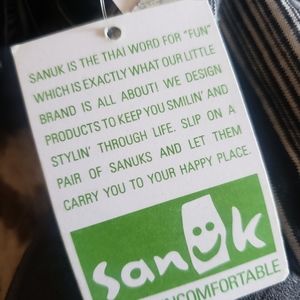 SANUK IS THE THAI WORD FOR "FUN"
WHICH IS EXACTLY WHAT OUR LITTLE
BRAND IS ALL ABOUT! WE DESIGN
PRODUCTS TO KEEP YOU SMILIN' AND
STYLIN' THROUGH LIFE. SLIP ON A
PAIR OF SANUKS AND LET THEM
CARRY YOU TO YOUR HAPPY PLACE.
sanuk
NCOMFORTABLE